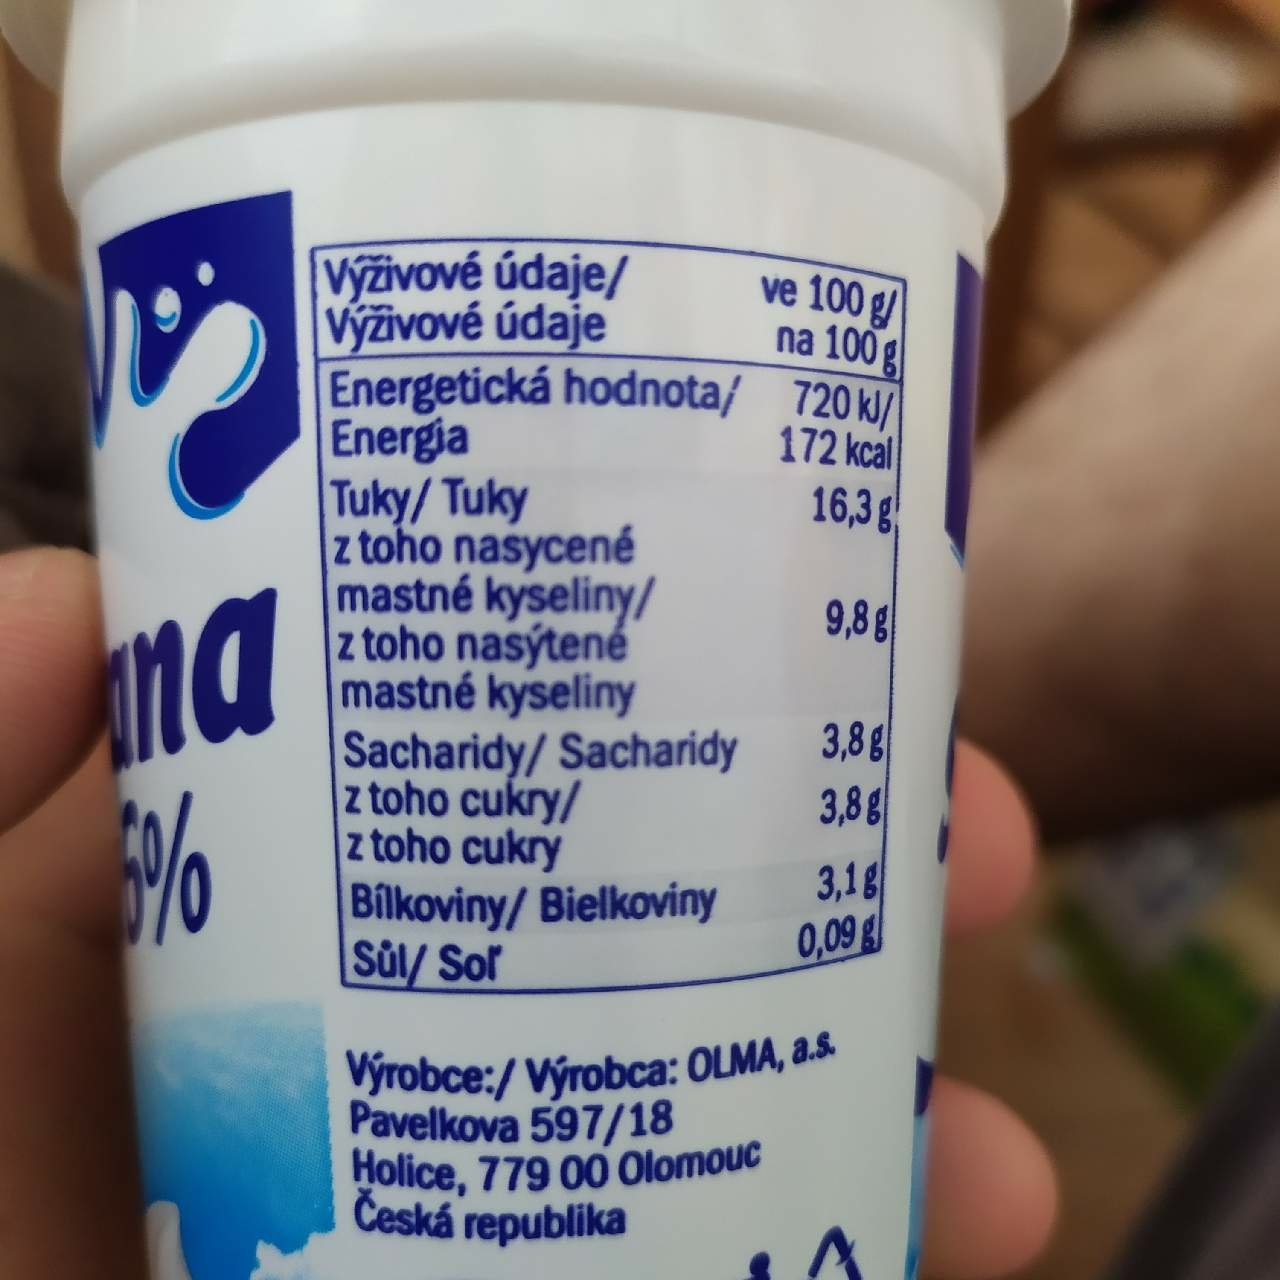 Výživové údaje/ ve 100 g/
Výživové údaje na 100 g
Energetická hodnota/ 720 kJ/
Energia 172 kcal
Tuky/ Tuky 16,3 g
z toho nasycené
mastné kyseliny/ 9,8 g
z toho nasýtené
mastné kyseliny
Sacharidy/ Sacharidy 3,8 g
z toho cukry/ 3,8 g
z toho cukry
Bílkoviny/ Bielkoviny 3,1 g
Sůl/ Soľ 0,09 g
Výrobce:/ Výrobca: OLMA, a.s.
Pavelkova 597/18
Holice, 779 00 Olomouc
Česká republika